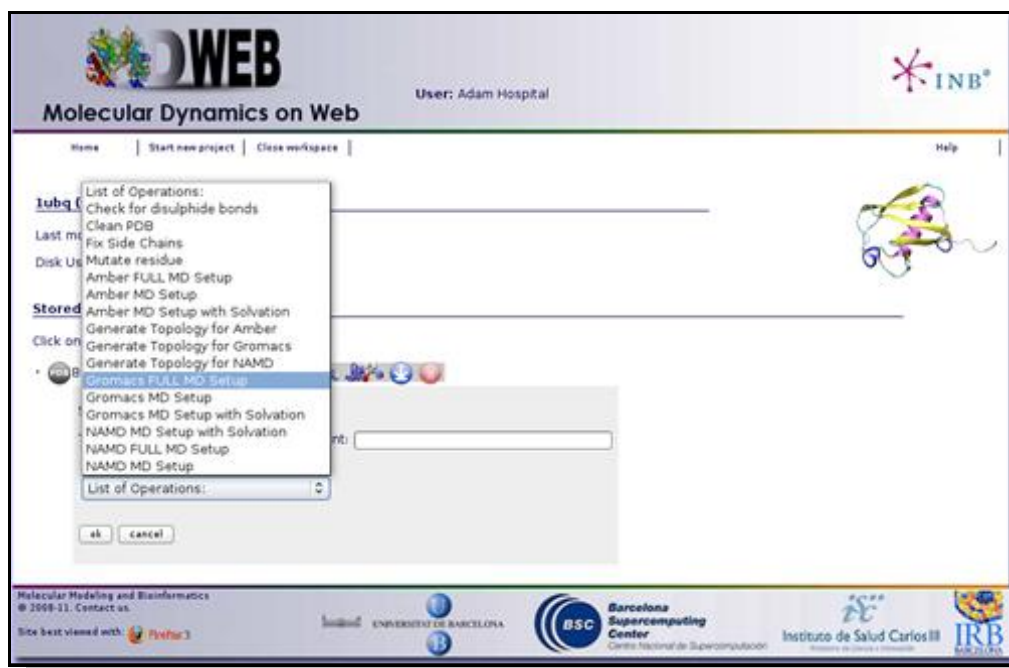 MDWEB
Molecular Dynamics on Web
User: Adam Hospital
INB
Home | Start new project | Close workspace |
Help |
1ubq (
Last mo
Disk Us
Stored
Click on
List of Operations:
Check for disulphide bonds
Clean PDB
Fix Side Chains
Mutate residue
Amber FULL MD Setup
Amber MD Setup
Amber MD Setup with Solvation
Generate Topology for Amber
Generate Topology for Gromacs
Generate Topology for NAMD
Gromacs FULL MD Setup
Gromacs MD Setup
Gromacs MD Setup with Solvation
NAMD MD Setup with Solvation
NAMD FULL MD Setup
NAMD MD Setup
nt:
List of Operations:
ok
cancel
Molecular Modeling and Bioinformatics
© 2008-11. Contact us.
Site best viewed with: Firefox 3
UNIVERSITAT DE BARCELONA
U
B
BSC
Barcelona
Supercomputing
Center
Centro Nacional de Supercomputación
Instituto de Salud Carlos III
IRB
BARCELONA